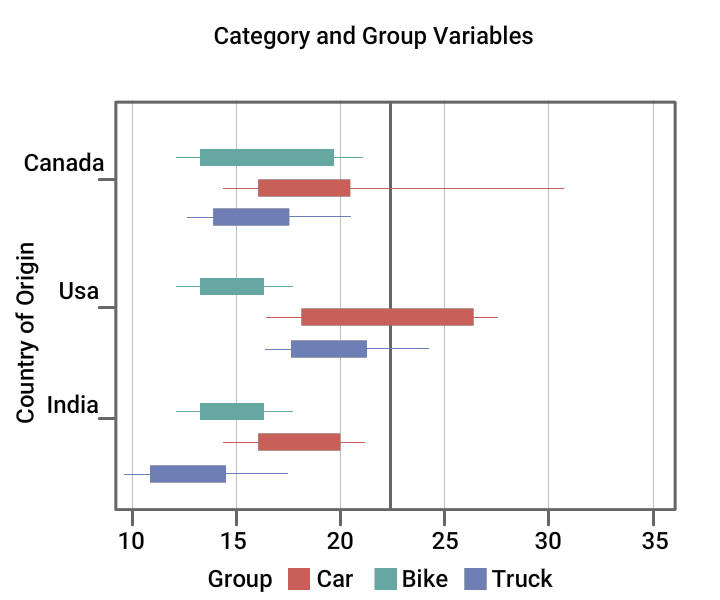 Category and Group Variables
Country of Origin
Canada
Usa
India
10 15 20 25 30 35
Group Car Bike Truck